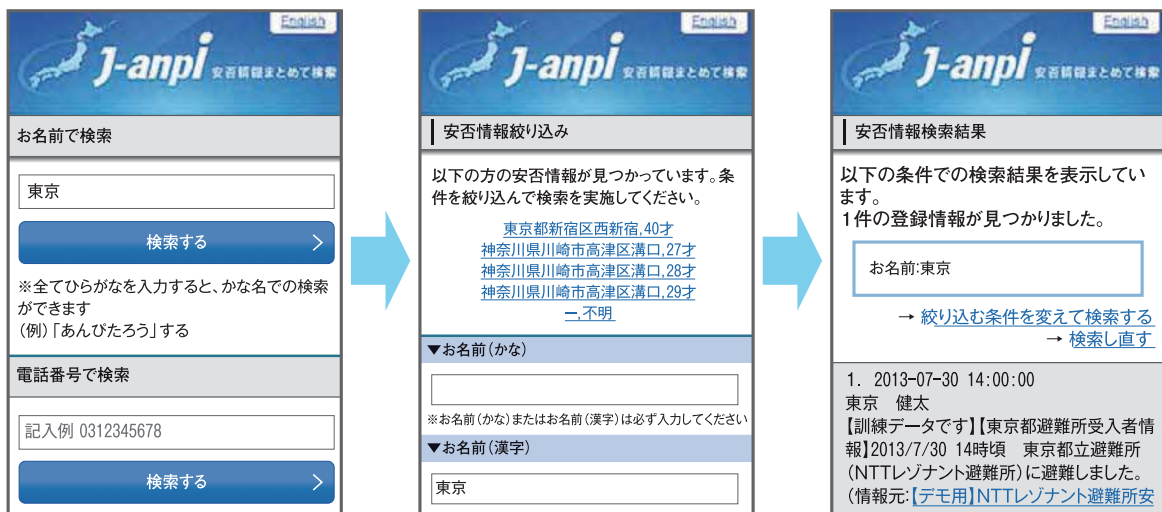 English
J-anpi 安否情報まとめて検索
お名前で検索
東京
検索する
※全てひらがなを入力すると、かな名での検索
ができます
(例)「あんぴたろう」する
電話番号で検索
記入例 0312345678
検索する
English
J-anpi 安否情報まとめて検索
安否情報絞り込み
以下の方の安否情報が見つかっています。条
件を絞り込んで検索を実施してください。
東京都新宿区西新宿,40才
神奈川県川崎市高津区溝口,27才
神奈川県川崎市高津区溝口,28才
神奈川県川崎市高津区溝口,29才
ー,不明
▼お名前(かな)
※お名前(かな)またはお名前(漢字)は必ず入力してください
▼お名前(漢字)
東京
English
J-anpi 安否情報まとめて検索
安否情報検索結果
以下の条件での検索結果を表示してい
ます。
1件の登録情報が見つかりました。
お名前:東京
→ 絞り込む条件を変えて検索する
→ 検索し直す
1. 2013-07-30 14:00:00
東京 健太
【訓練データです】【東京都避難所受入者情
報】2013/7/30 14時頃 東京都立避難所
(NTTレゾナント避難所)に避難しました。
(情報元:【デモ用】NTTレゾナント避難所安